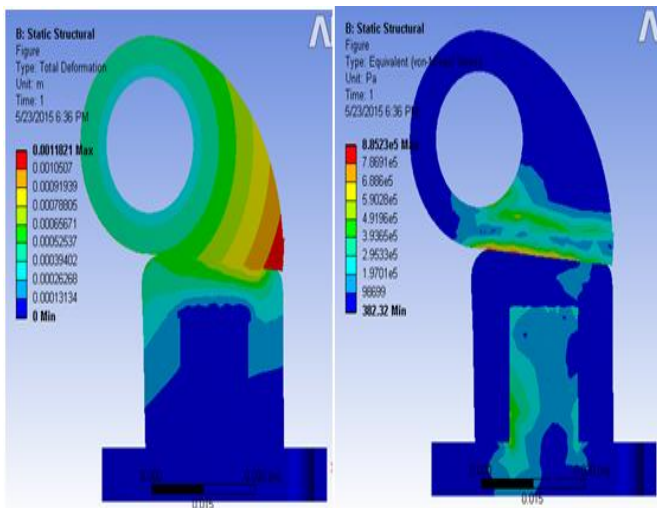 B: Static Structural
Figure
Type: Total Deformation
Unit: m
Time: 1
5/23/2015 6:36 PM
0.0011821 Max
0.0010507
0.00091939
0.00078805
0.00065671
0.00052537
0.00039402
0.00026268
0.00013134
0 Min
0.015
B: Static Structural
Figure
Type: Equivalent (von-
Unit: Pa
Time: 1
5/23/2015 6:36 PM
8.8523e5 Max
7.8691e5
6.886e5
5.9028e5
4.9196e5
3.9365e5
2.9533e5
1.9701e5
98699
382.32 Min
0.015